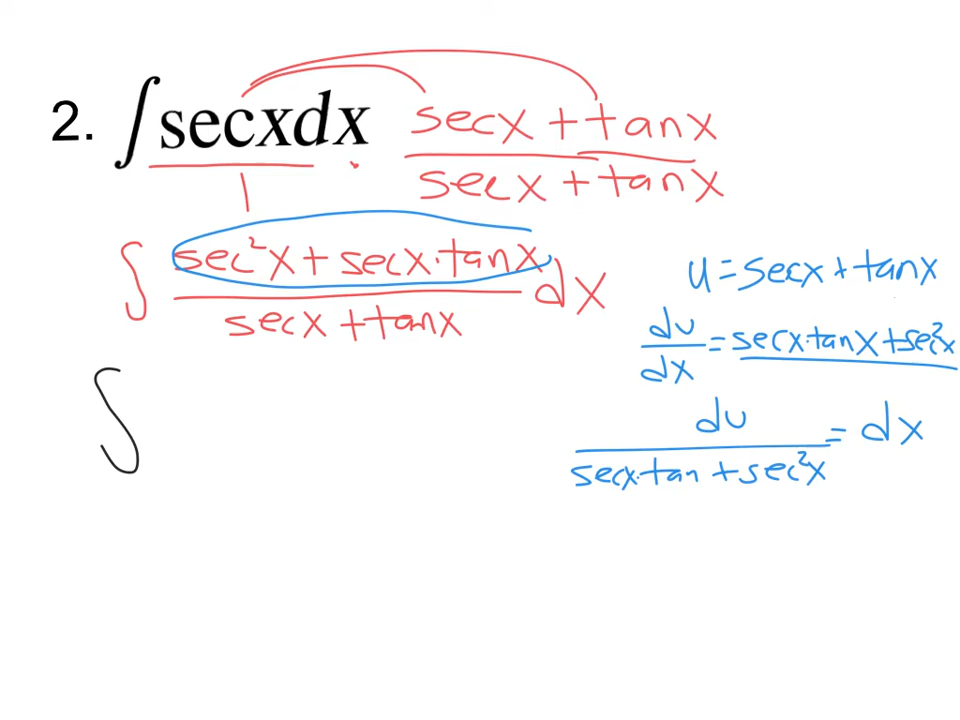 2. ∫ secxdx  secx + tanx
secx + tanx
1
∫ sec²x + secx·tanx dx
secx + tanx
u = secx + tanx
du/dx = secx·tanx + sec²x
du = dx
secx·tan + sec²x
∫